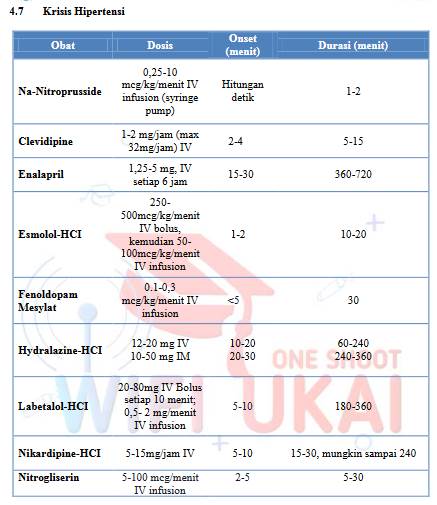 4.7 Krisis Hipertensi
Obat Dosis Onset (menit) Durasi (menit)
Na-Nitroprusside 0,25-10 mcg/kg/menit IV infusion (syringe pump) Hitungan detik 1-2
Clevidipine 1-2 mg/jam (max 32mg/jam) IV 2-4 5-15
Enalapril 1,25-5 mg, IV setiap 6 jam 15-30 360-720
Esmolol-HCI 250-500mcg/kg/menit IV bolus, kemudian 50-100mcg/kg/menit IV infusion 1-2 10-20
Fenoldopam Mesylat 0.1-0,3 mcg/kg/menit IV infusion <5 30
Hydralazine-HCI 12-20 mg IV 10-50 mg IM 10-20 20-30 60-240 240-360
Labetalol-HCI 20-80mg IV Bolus setiap 10 menit; 0,5- 2 mg/menit IV infusion 5-10 180-360
Nikardipine-HCI 5-15mg/jam IV 5-10 15-30, mungkin sampai 240
Nitrogliserin 5-100 mcg/menit IV infusion 2-5 5-30
ONE SHOOT
WIFI UKAI